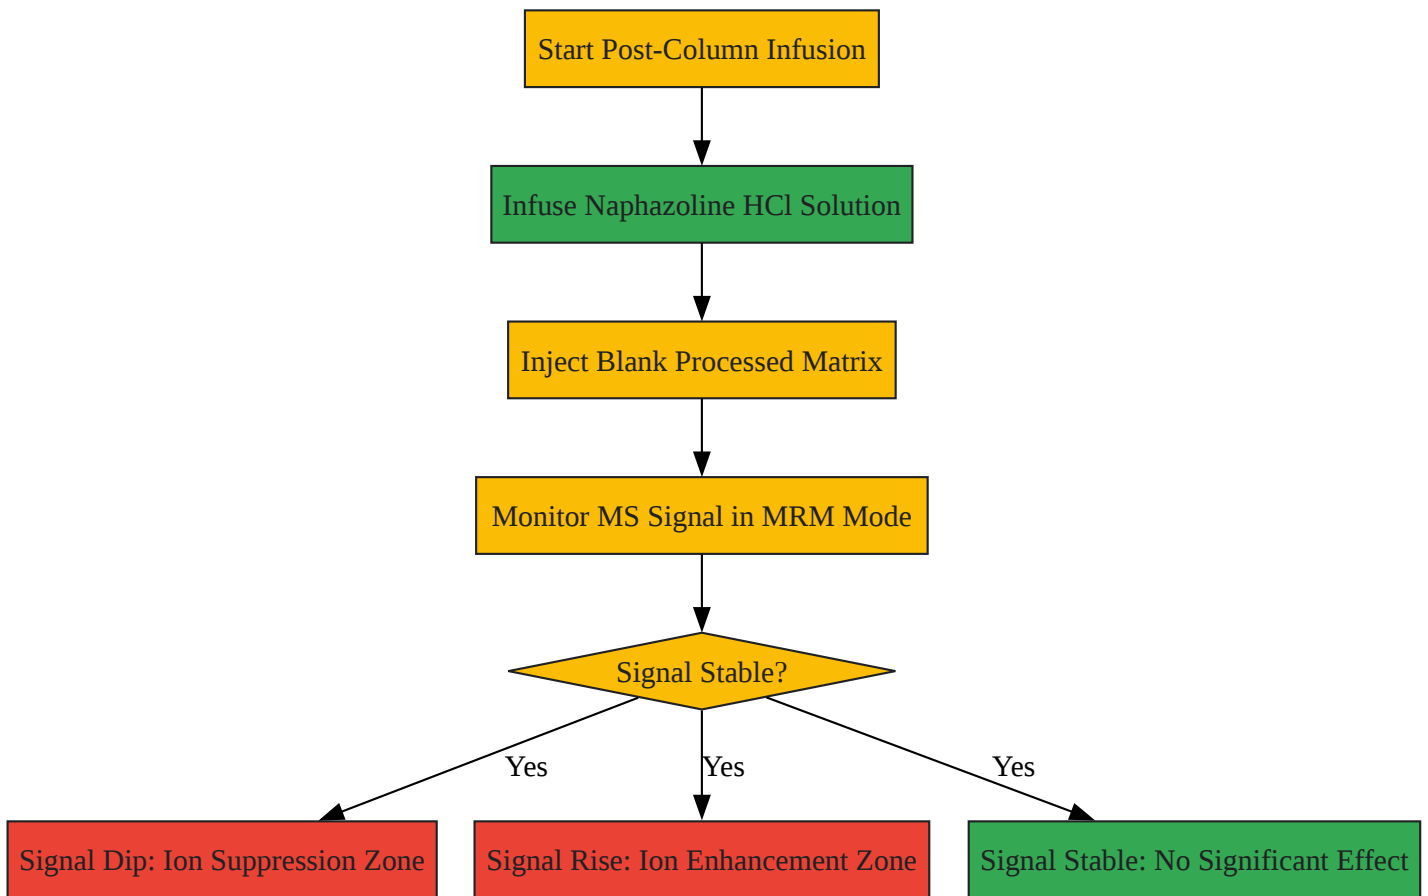 Start Post-Column Infusion
Infuse Naphazoline HCl Solution
Inject Blank Processed Matrix
Monitor MS Signal in MRM Mode
Signal Stable?
Yes
Yes
Yes
Signal Dip: Ion Suppression Zone
Signal Rise: Ion Enhancement Zone
Signal Stable: No Significant Effect